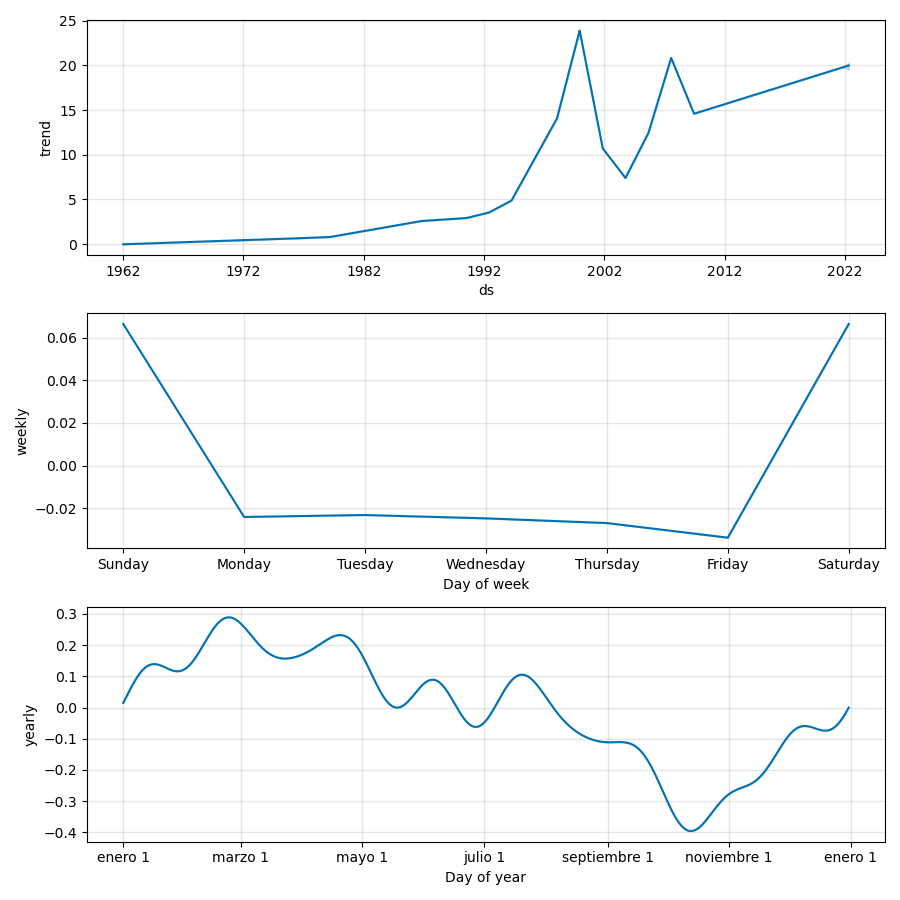 25
20
15
10
5
0
trend
1962 1972 1982 1992 2002 2012 2022
ds
0.06
0.04
0.02
0.00
−0.02
weekly
Sunday Monday Tuesday Wednesday Thursday Friday Saturday
Day of week
0.3
0.2
0.1
0.0
−0.1
−0.2
−0.3
−0.4
yearly
enero 1 marzo 1 mayo 1 julio 1 septiembre 1 noviembre 1 enero 1
Day of year